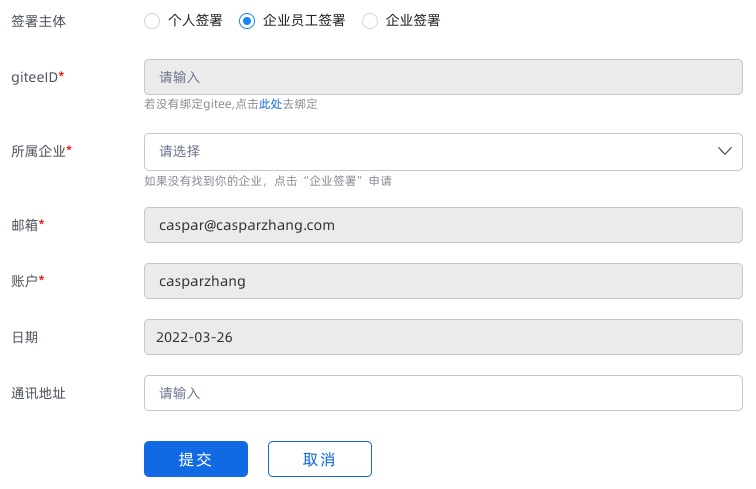 签署主体 个人签署 企业员工签署 企业签署
giteeID* 请输入
若没有绑定gitee,点击此处去绑定
所属企业* 请选择
如果没有找到你的企业，点击“企业签署”申请
邮箱* caspar@casparzhang.com
账户* casparzhang
日期 2022-03-26
通讯地址 请输入
提交 取消